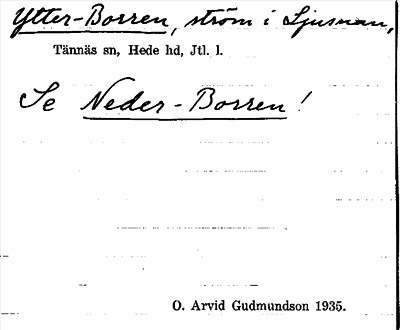 Ytter-Borren, ström i Ljusnan,
Tännäs sn, Hede hd, Jtl. l.
Se Neder-Borren!
O. Arvid Gudmundson 1935.